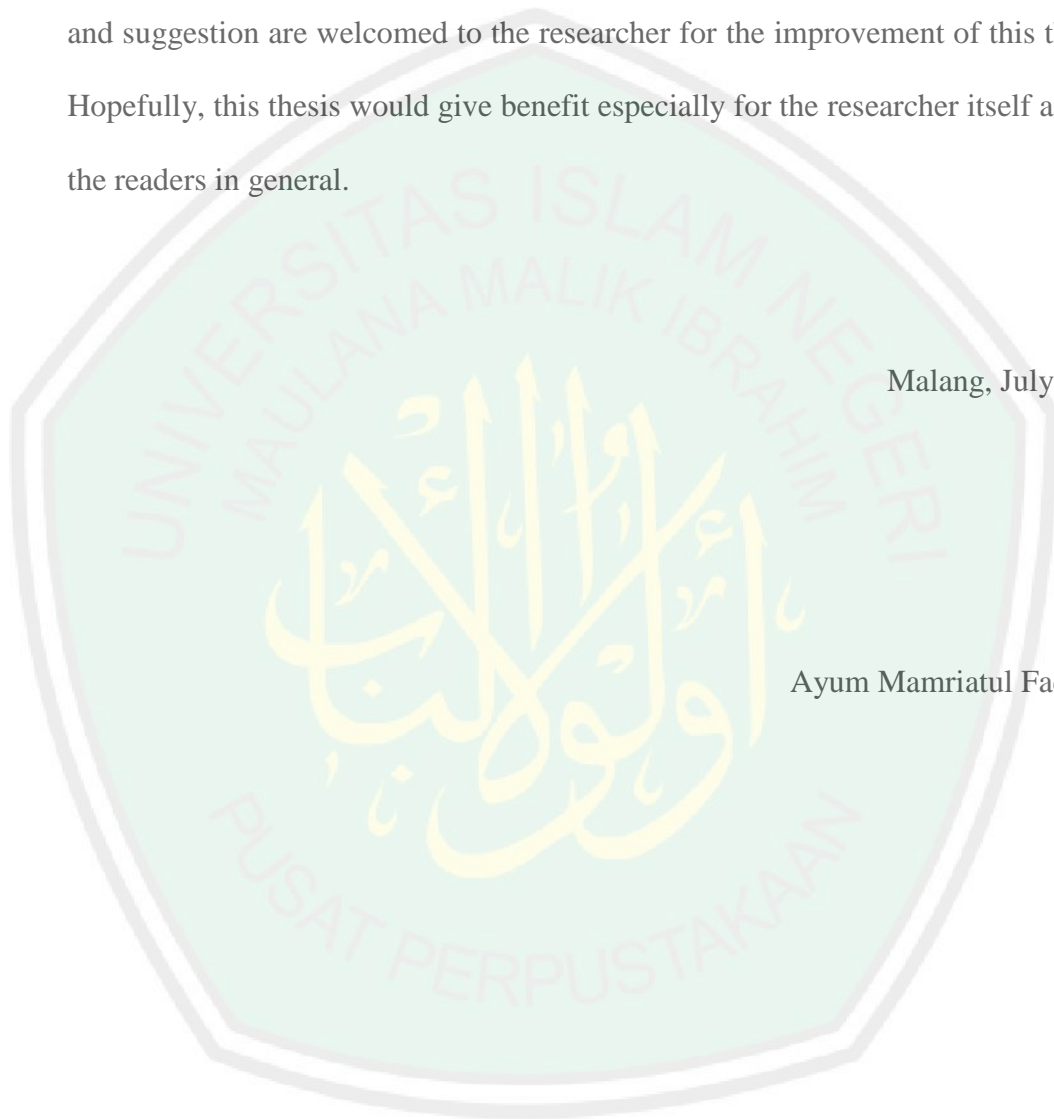 and suggestion are welcomed to the researcher for the improvement of this
Hopefully, this thesis would give benefit especially for the researcher itself
the readers in general.
UNIVERSITAS ISLAM NEGERI
MAULANA MALIK IBRAHIM
Malang, July
أولوا الألباب
Ayum Mamriatul
PUSAT PERPUSTAKAAN